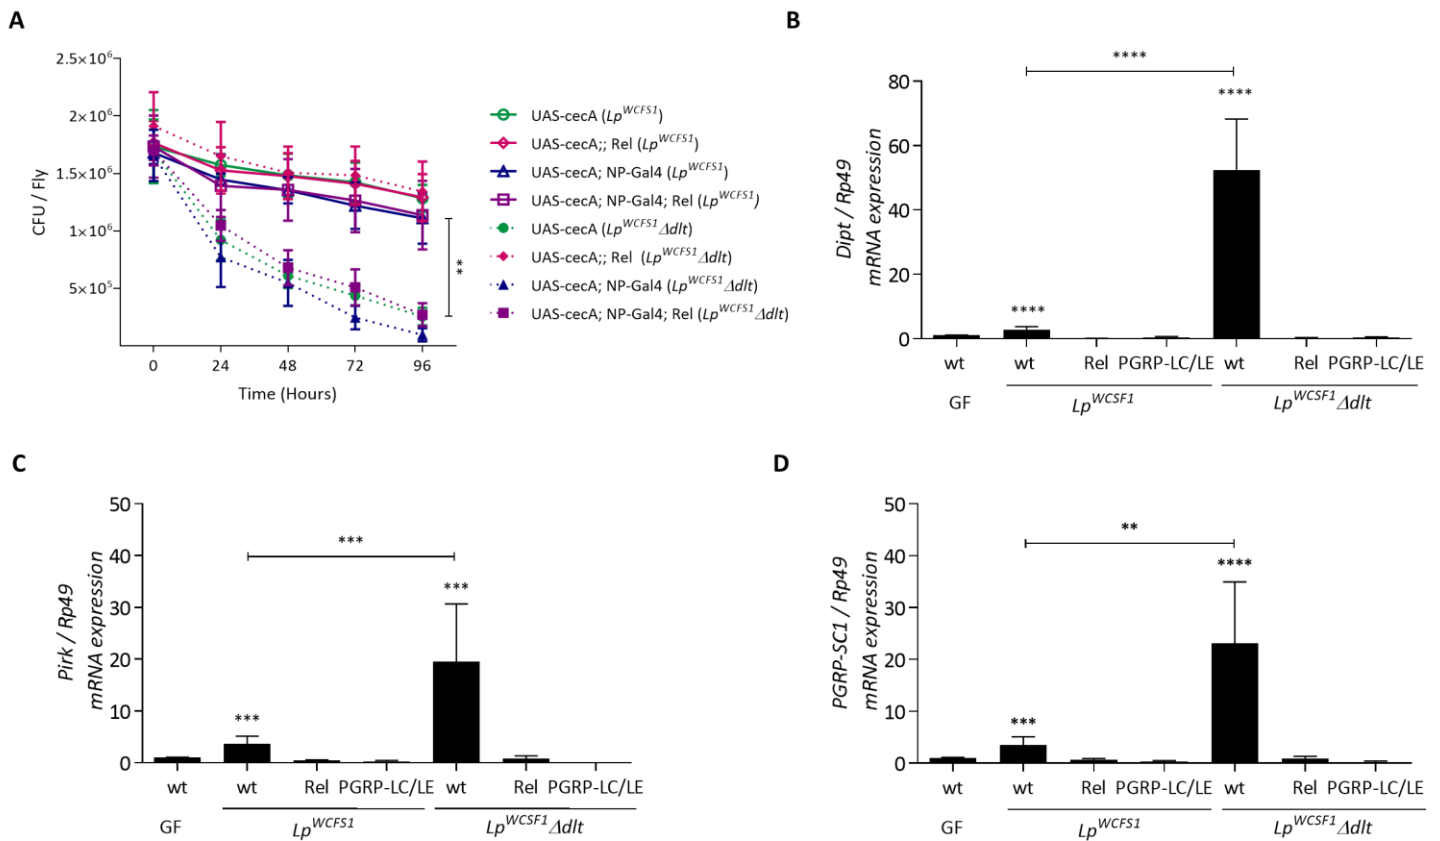 A
2.5×10⁶
2×10⁶
1.5×10⁶
1×10⁶
5×10⁵
CFU / Fly
0 24 48 72 96
Time (Hours)
**
UAS-cecA (Lp^WCFS1)
UAS-cecA;; Rel (Lp^WCFS1)
UAS-cecA; NP-Gal4 (Lp^WCFS1)
UAS-cecA; NP-Gal4; Rel (Lp^WCFS1)
UAS-cecA (Lp^WCFS1Δdlt)
UAS-cecA;; Rel (Lp^WCFS1Δdlt)
UAS-cecA; NP-Gal4 (Lp^WCFS1Δdlt)
UAS-cecA; NP-Gal4; Rel (Lp^WCFS1Δdlt)
B
****
****
****
80
60
40
20
0
Dipt / Rp49
mRNA expression
wt wt Rel PGRP-LC/LE wt Rel PGRP-LC/LE
GF Lp^WCSF1 Lp^WCSF1Δdlt
C
***
***
***
50
40
30
20
10
0
Pirk / Rp49
mRNA expression
wt wt Rel PGRP-LC/LE wt Rel PGRP-LC/LE
GF Lp^WCFS1 Lp^WCSF1Δdlt
D
**
****
***
50
40
30
20
10
0
PGRP-SC1 / Rp49
mRNA expression
wt wt Rel PGRP-LC/LE wt Rel PGRP-LC/LE
GF Lp^WCFS1 Lp^WCSF1Δdlt